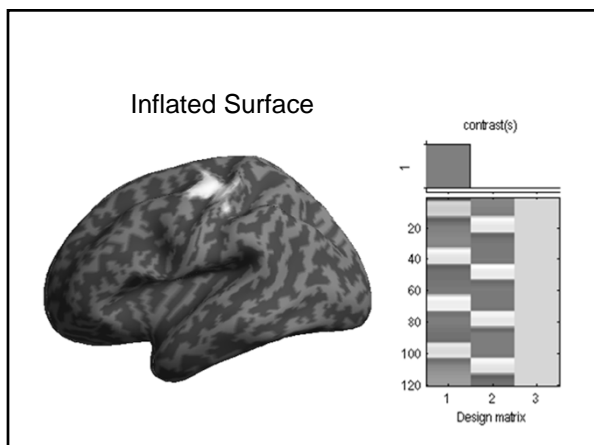 Inflated Surface
contrast(s)
1
20
40
60
80
100
120
1 2 3
Design matrix